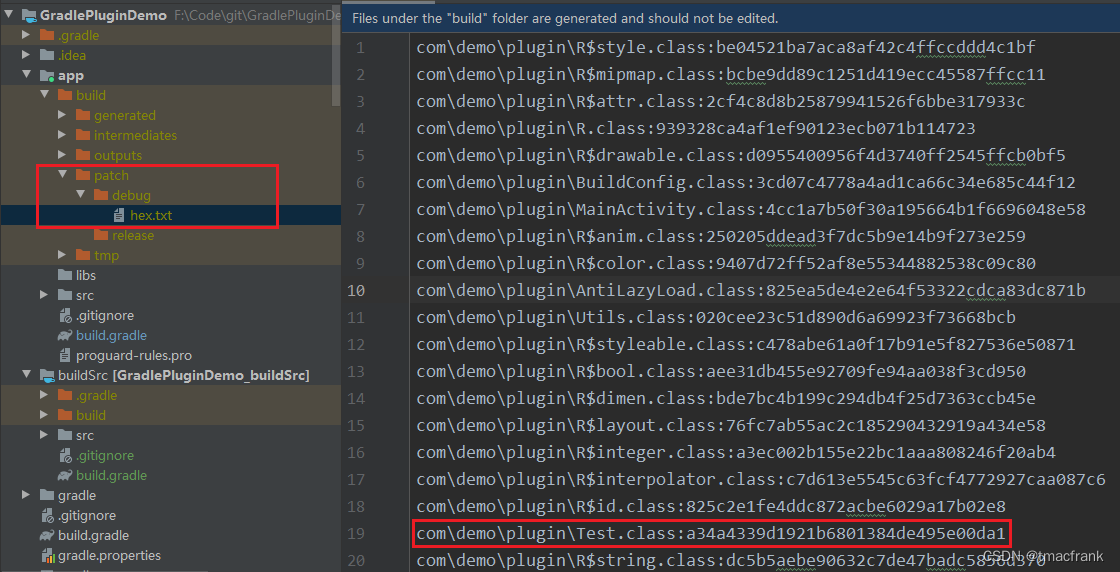 GradlePluginDemo F:\Code\git\GradlePluginDe
.gradle
.idea
app
build
generated
intermediates
outputs
patch
debug
hex.txt
release
tmp
libs
src
.gitignore
build.gradle
proguard-rules.pro
buildSrc [GradlePluginDemo_buildSrc]
.gradle
build
src
.gitignore
build.gradle
gradle
.gitignore
build.gradle
gradle.properties
Files under the "build" folder are generated and should not be edited.
1 com\demo\plugin\R$style.class:be04521ba7aca8af42c4ffccddd4c1bf
2 com\demo\plugin\R$mipmap.class:bcbe9dd89c1251d419ecc45587ffcc11
3 com\demo\plugin\R$attr.class:2cf4c8d8b25879941526f6bbe317933c
4 com\demo\plugin\R.class:939328ca4af1ef90123ecb071b114723
5 com\demo\plugin\R$drawable.class:d0955400956f4d3740ff2545ffcb0bf5
6 com\demo\plugin\BuildConfig.class:3cd07c4778a4ad1ca66c34e685c44f12
7 com\demo\plugin\MainActivity.class:4cc1a7b50f30a195664b1f6696048e58
8 com\demo\plugin\R$anim.class:250205ddead3f7dc5b9e14b9f273e259
9 com\demo\plugin\R$color.class:9407d72ff52af8e55344882538c09c80
10 com\demo\plugin\AntiLazyLoad.class:825ea5de4e2e64f53322cdca83dc871b
11 com\demo\plugin\Utils.class:020cee23c51d890d6a69923f73668bcb
12 com\demo\plugin\R$styleable.class:c478abe61a0f17b91e5f827536e50871
13 com\demo\plugin\R$bool.class:aee31db455e92709fe94aa038f3cd950
14 com\demo\plugin\R$dimen.class:bde7bc4b199c294db4f25d7363ccb45e
15 com\demo\plugin\R$layout.class:76fc7ab55ac2c185290432919a434e58
16 com\demo\plugin\R$integer.class:a3ec002b155e22bc1aaa808246f20ab4
17 com\demo\plugin\R$interpolator.class:c7d613e5545c63fcf4772927caa087c6
18 com\demo\plugin\R$id.class:825c2e1fe4ddc872acbe6029a17b02e8
19 com\demo\plugin\Test.class:a34a4339d1921b6801384de495e00da1
20 com\demo\plugin\R$string.class:dc5b5aebe90632c7de47badc5856d370
CSDN @tmacfrank